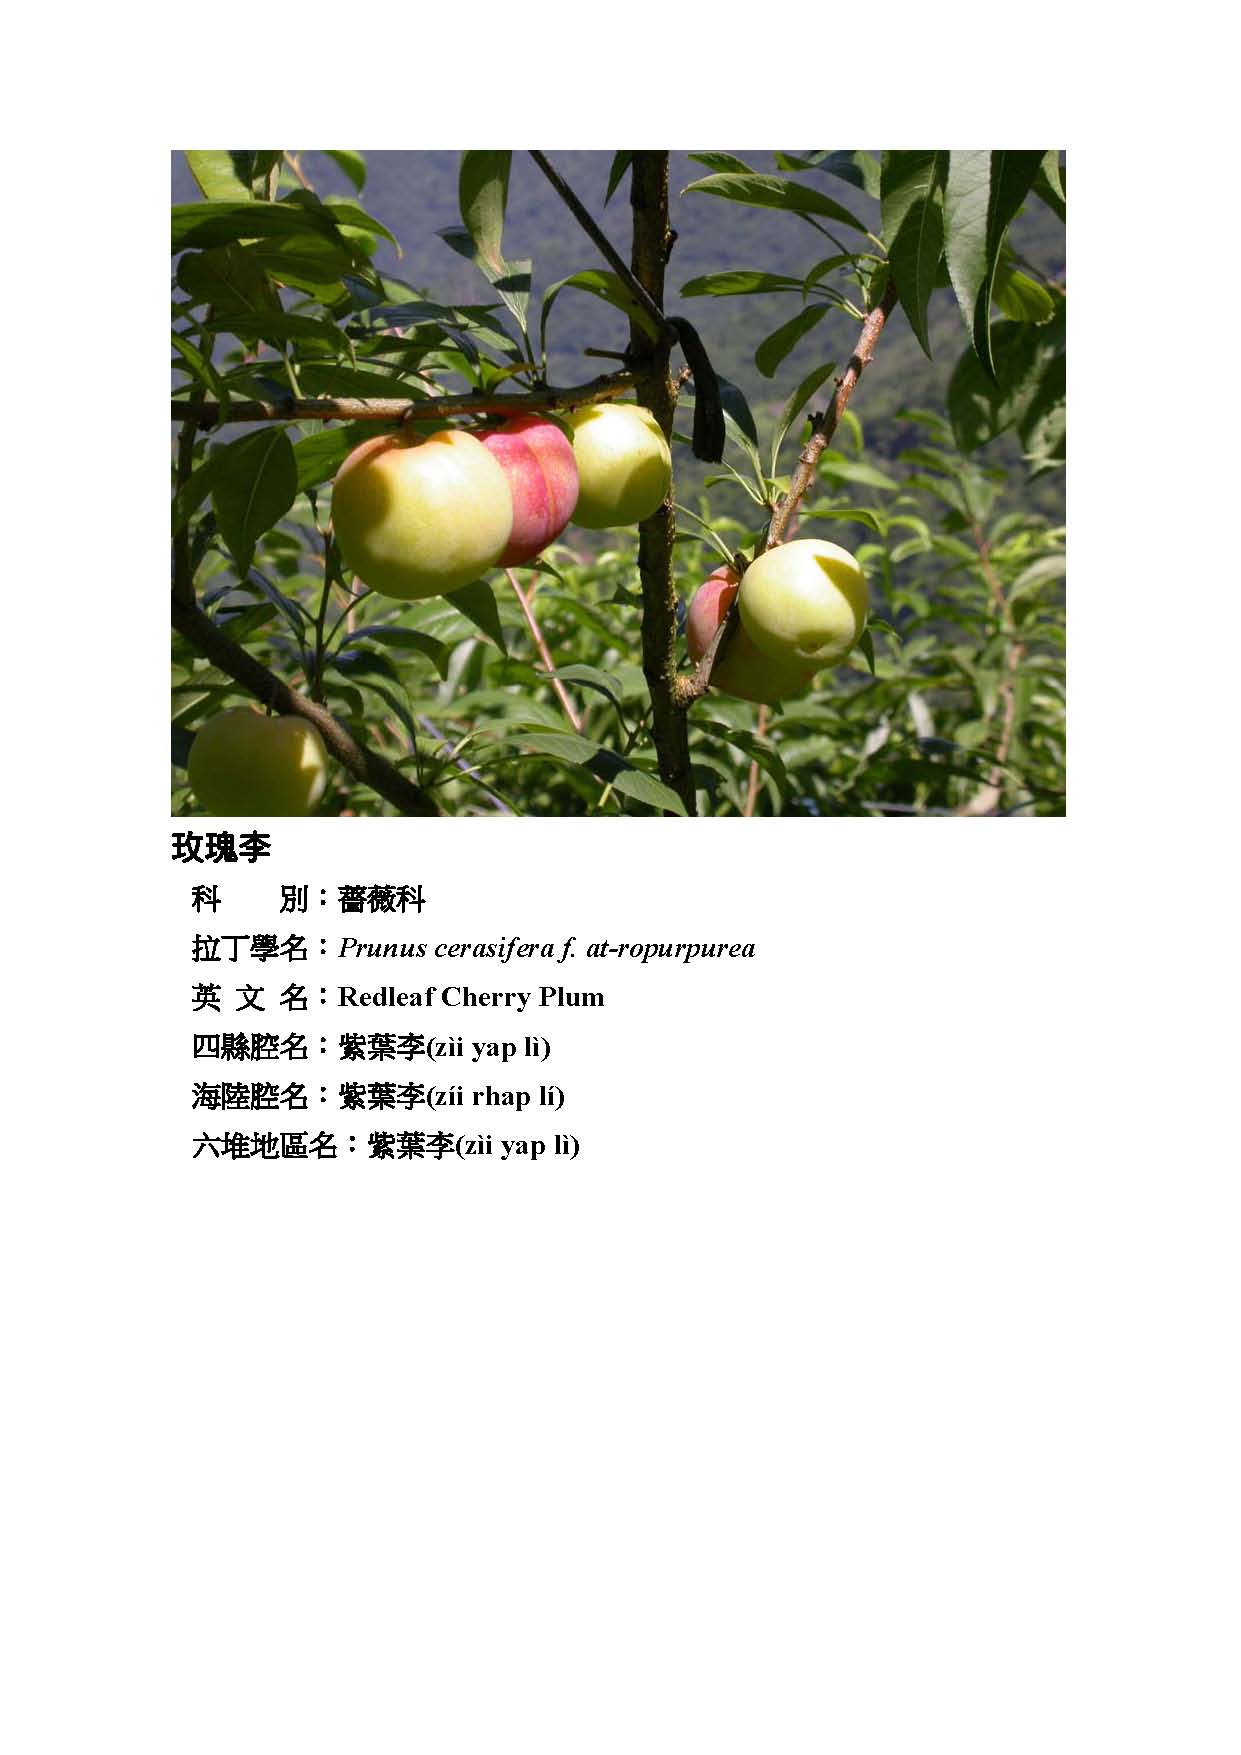 玫瑰李
科　　別：薔薇科
拉丁學名：Prunus cerasifera f. at-ropurpurea
英 文 名：Redleaf Cherry Plum
四縣腔名：紫葉李(zìi yap lì)
海陸腔名：紫葉李(zíi rhap lí)
六堆地區名：紫葉李(zìi yap lì)